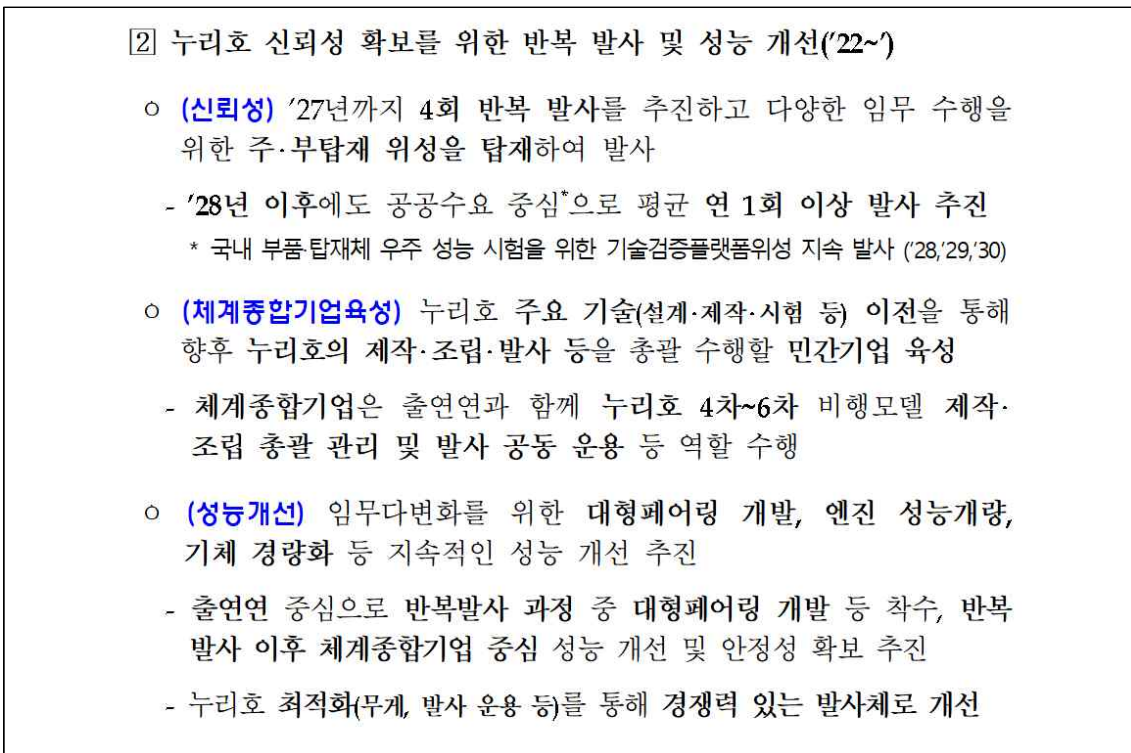 ② 누리호 신뢰성 확보를 위한 반복 발사 및 성능 개선('22~')
ㅇ (신뢰성) '27년까지 4회 반복 발사를 추진하고 다양한 임무 수행을
위한 주·부탑재 위성을 탑재하여 발사
- '28년 이후에도 공공수요 중심*으로 평균 연 1회 이상 발사 추진
* 국내 부품·탑재체 우주 성능 시험을 위한 기술검증플랫폼위성 지속 발사 ('28,'29,'30)
ㅇ (체계종합기업육성) 누리호 주요 기술(설계·제작·시험 등) 이전을 통해
향후 누리호의 제작·조립·발사 등을 총괄 수행할 민간기업 육성
- 체계종합기업은 출연연과 함께 누리호 4차~6차 비행모델 제작·
조립 총괄 관리 및 발사 공동 운용 등 역할 수행
ㅇ (성능개선) 임무다변화를 위한 대형페어링 개발, 엔진 성능개량,
기체 경량화 등 지속적인 성능 개선 추진
- 출연연 중심으로 반복발사 과정 중 대형페어링 개발 등 착수, 반복
발사 이후 체계종합기업 중심 성능 개선 및 안정성 확보 추진
- 누리호 최적화(무게, 발사 운용 등)를 통해 경쟁력 있는 발사체로 개선